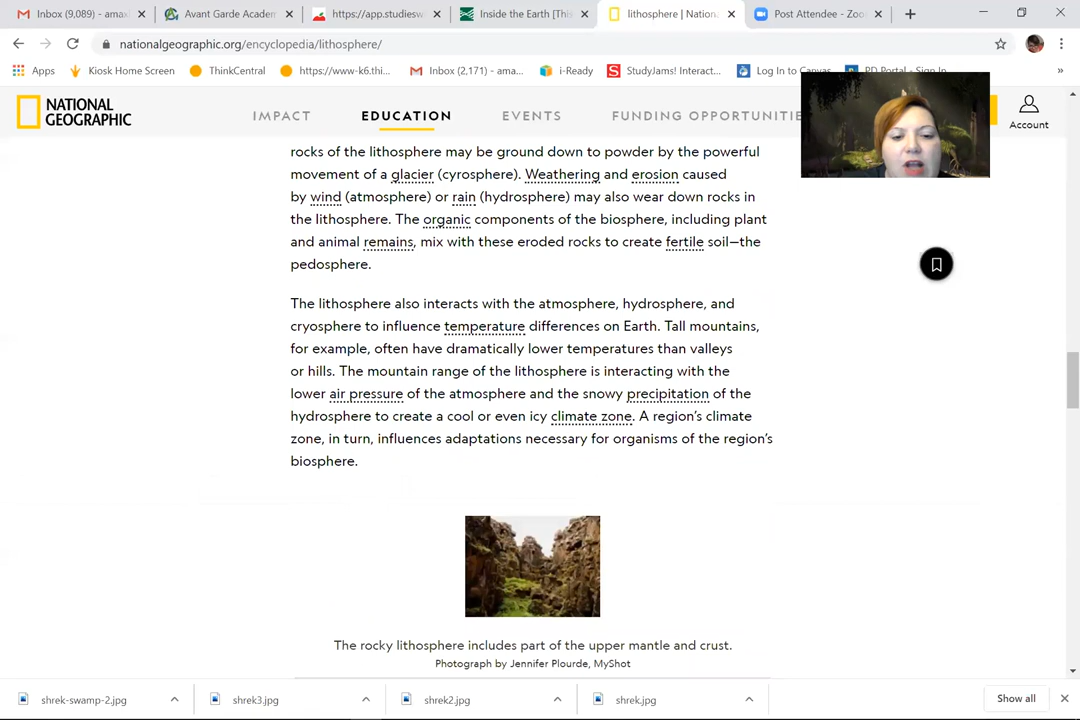 Inbox (9,089) - ama
Avant Garde Academ
https://app.studiesw
Inside the Earth [This
lithosphere | Nation
Post Attendee - Zoo
nationalgeographic.org/encyclopedia/lithosphere/
Apps
Kiosk Home Screen
ThinkCentral
https://www-k6.thi...
Inbox (2,171) - ama...
i-Ready
StudyJams! Interact...
Log In to Canvas
PD Portal - Sign In
NATIONAL
GEOGRAPHIC
IMPACT
EDUCATION
EVENTS
FUNDING OPPORTUNITIE
Account
rocks of the lithosphere may be ground down to powder by the powerful
movement of a glacier (cyrosphere). Weathering and erosion caused
by wind (atmosphere) or rain (hydrosphere) may also wear down rocks in
the lithosphere. The organic components of the biosphere, including plant
and animal remains, mix with these eroded rocks to create fertile soil—the
pedosphere.
The lithosphere also interacts with the atmosphere, hydrosphere, and
cryosphere to influence temperature differences on Earth. Tall mountains,
for example, often have dramatically lower temperatures than valleys
or hills. The mountain range of the lithosphere is interacting with the
lower air pressure of the atmosphere and the snowy precipitation of the
hydrosphere to create a cool or even icy climate zone. A region's climate
zone, in turn, influences adaptations necessary for organisms of the region's
biosphere.
The rocky lithosphere includes part of the upper mantle and crust.
Photograph by Jennifer Plourde, MyShot
shrek-swamp-2.jpg
shrek3.jpg
shrek2.jpg
shrek.jpg
Show all